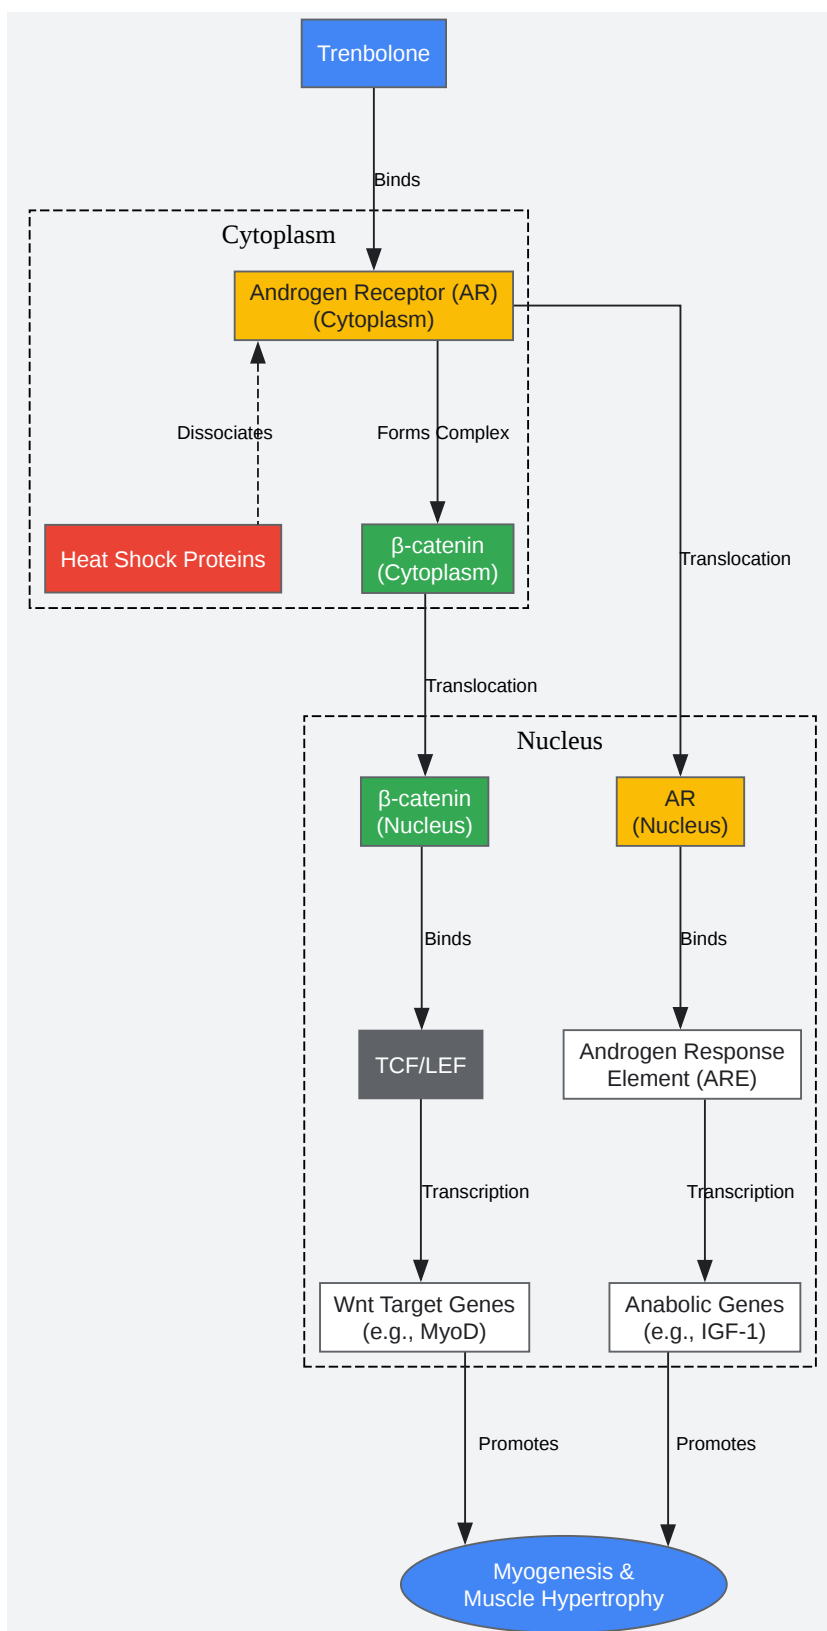 Trenbolone
Binds
Cytoplasm
Androgen Receptor (AR)
(Cytoplasm)
Dissociates
Forms Complex
Heat Shock Proteins
β-catenin
(Cytoplasm)
Translocation
Translocation
Nucleus
β-catenin
(Nucleus)
AR
(Nucleus)
Binds
Binds
TCF/LEF
Androgen Response
Element (ARE)
Transcription
Transcription
Wnt Target Genes
(e.g., MyoD)
Anabolic Genes
(e.g., IGF-1)
Promotes
Promotes
Myogenesis &
Muscle Hypertrophy